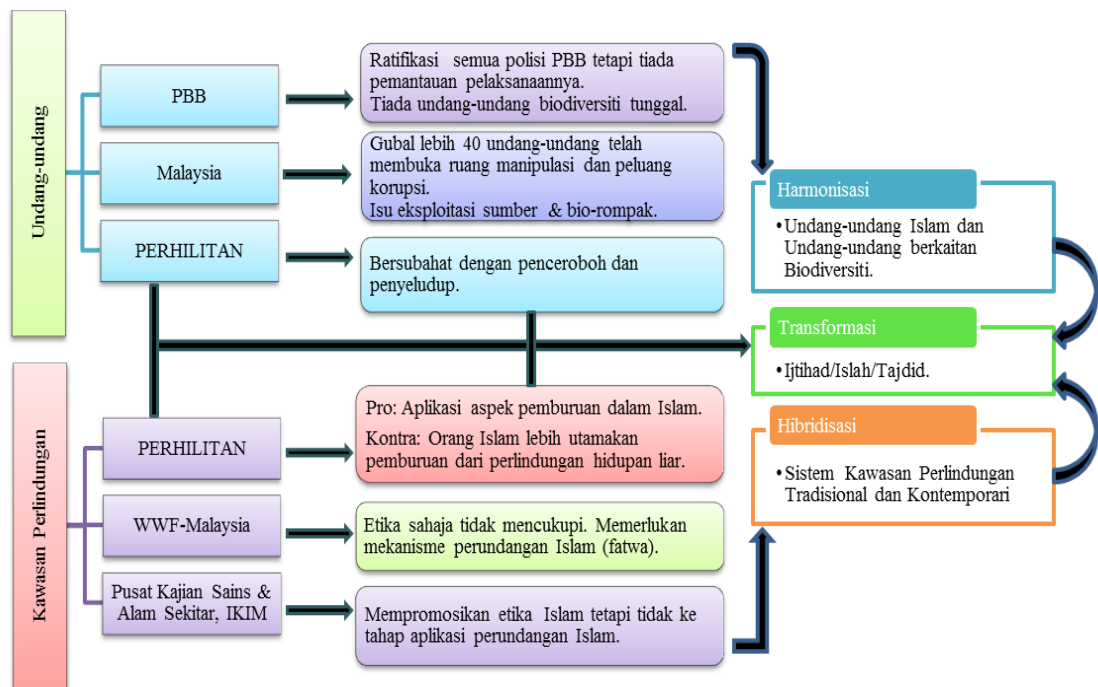 Undang-undang
PBB
Ratifikasi semua polisi PBB tetapi tiada
pemantauan pelaksanaannya.
Tiada undang-undang biodiversiti tunggal.
Malaysia
Gubal lebih 40 undang-undang telah
membuka ruang manipulasi dan peluang
korupsi.
Isu eksploitasi sumber & bio-rompak.
PERHILITAN
Bersubahat dengan penceroboh dan
penyeludup.
Harmonisasi
•Undang-undang Islam dan
Undang-undang berkaitan
Biodiversiti.
Transformasi
•Ijtihad/Islah/Tajdid.
Kawasan Perlindungan
PERHILITAN
Pro: Aplikasi aspek pemburuan dalam Islam.
Kontra: Orang Islam lebih utamakan
pemburuan dari perlindungan hidupan liar.
WWF-Malaysia
Etika sahaja tidak mencukupi. Memerlukan
mekanisme perundangan Islam (fatwa).
Pusat Kajian Sains &
Alam Sekitar, IKIM
Mempromosikan etika Islam tetapi tidak ke
tahap aplikasi perundangan Islam.
Hibridisasi
•Sistem Kawasan Perlindungan
Tradisional dan Kontemporari